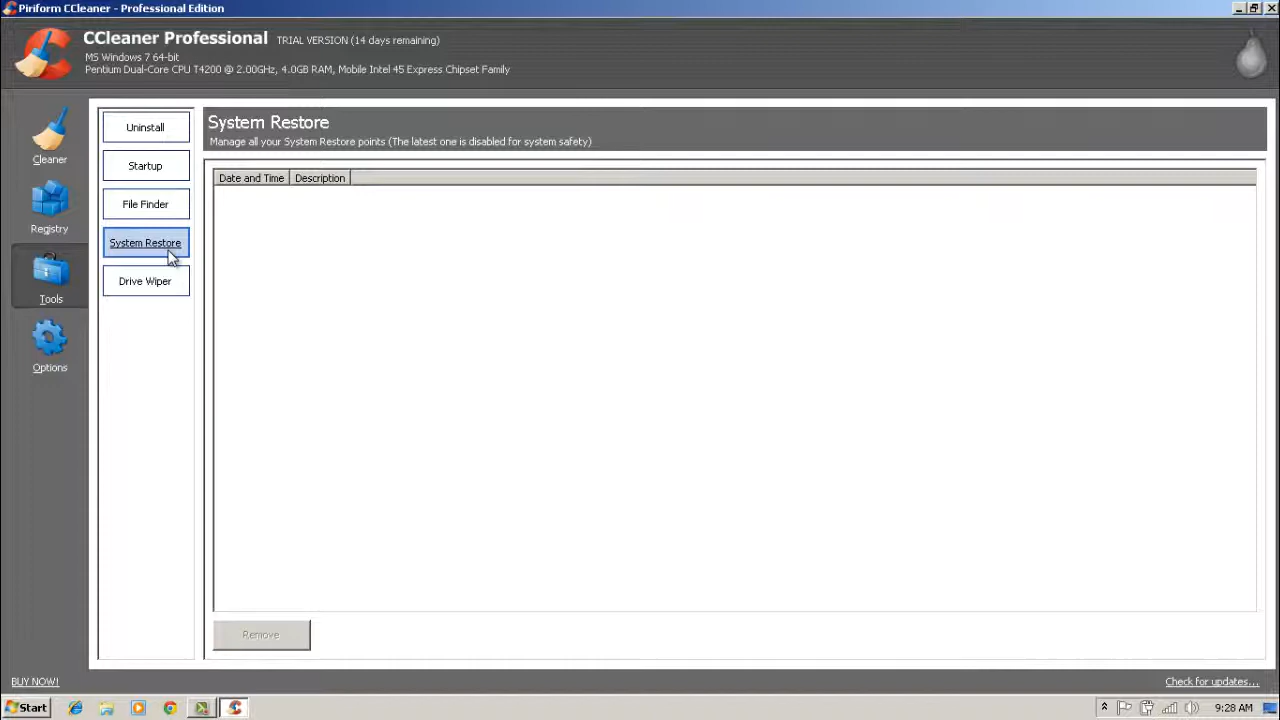 Piriform CCleaner - Professional Edition
CCleaner Professional TRIAL VERSION (14 days remaining)
MS Windows 7 64-bit
Pentium Dual-Core CPU T4200 @ 2.00GHz, 4.0GB RAM, Mobile Intel 45 Express Chipset Family
Cleaner
Registry
Tools
Options
Uninstall
Startup
File Finder
System Restore
Drive Wiper
System Restore
Manage all your System Restore points (The latest one is disabled for system safety)
Date and Time Description
Remove
BUY NOW!
Check for updates...
Start
9:28 AM